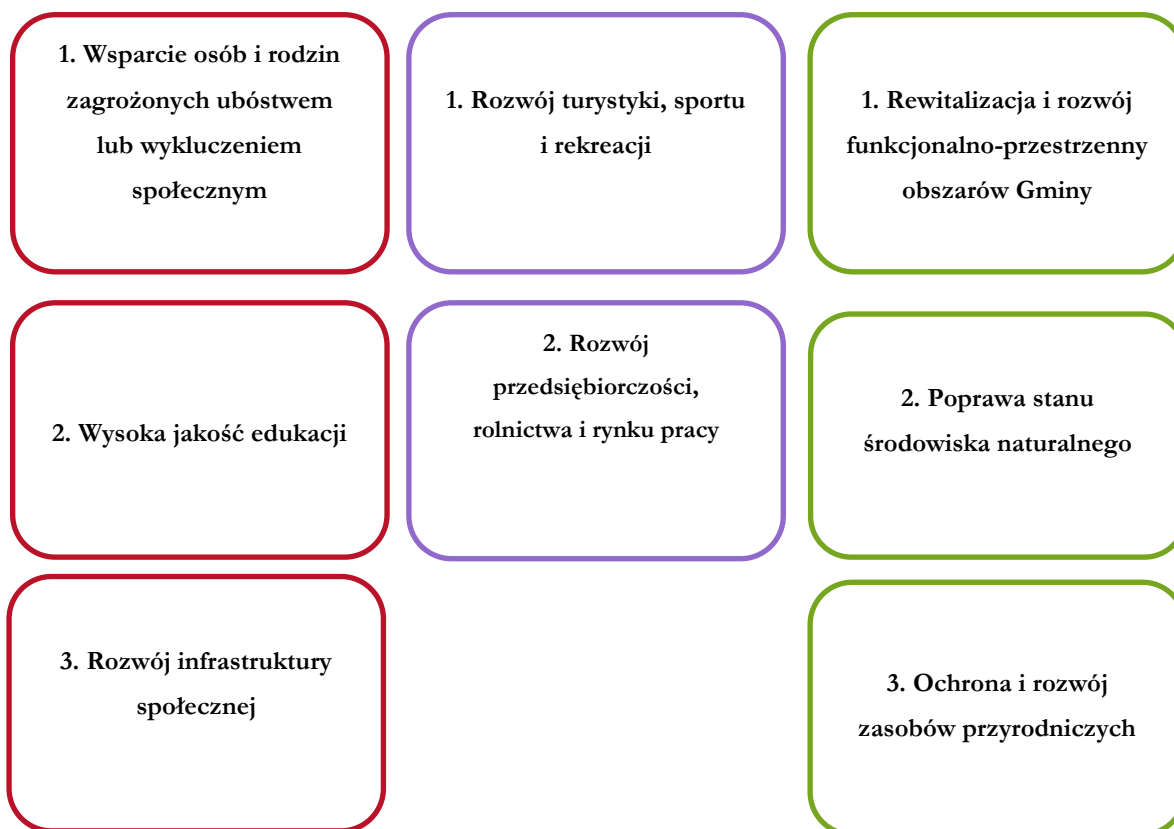 1. Wsparcie osób i rodzin
zagrożonych ubóstwem
lub wykluczeniem
społecznym
1. Rozwój turystyki, sportu
i rekreacji
1. Rewitalizacja i rozwój
funkcjonalno-przestrzenny
obszarów Gminy
2. Wysoka jakość edukacji
2. Rozwój
przedsiębiorczości,
rolnictwa i rynku pracy
2. Poprawa stanu
środowiska naturalnego
3. Rozwój infrastruktury
społecznej
3. Ochrona i rozwój
zasobów przyrodniczych